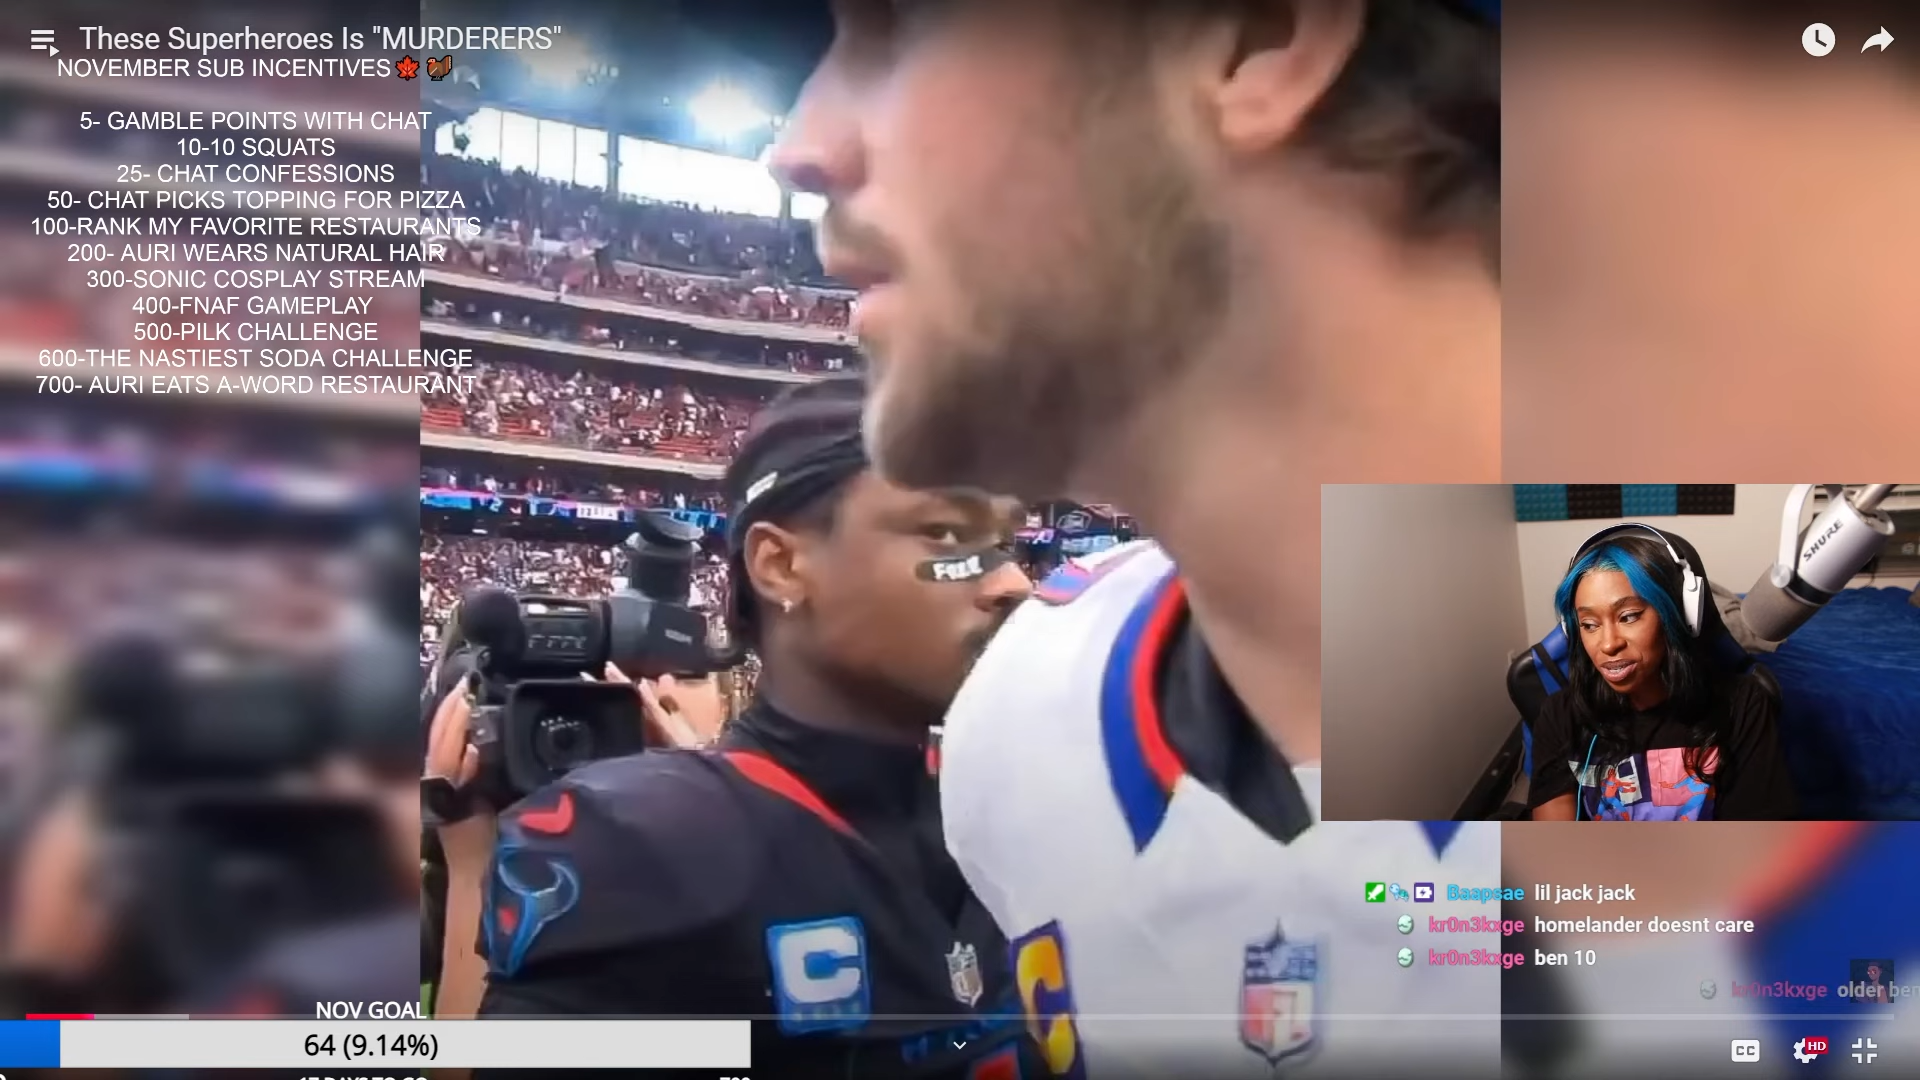 These Superheroes Is "MURDERERS"
NOVEMBER SUB INCENTIVES🍁🦃
5- GAMBLE POINTS WITH CHAT
10-10 SQUATS
25- CHAT CONFESSIONS
50- CHAT PICKS TOPPING FOR PIZZA
100-RANK MY FAVORITE RESTAURANTS
200- AURI WEARS NATURAL HAIR
300-SONIC COSPLAY STREAM
400-FNAF GAMEPLAY
500-PILK CHALLENGE
600-THE NASTIEST SODA CHALLENGE
700- AURI EATS A-WORD RESTAURANT
SHURE
C
C
Baapsae lil jack jack
kr0n3kxge homelander doesnt care
kr0n3kxge ben 10
kr0n3kxge older ben
NOV GOAL
64 (9.14%)
CC
HD